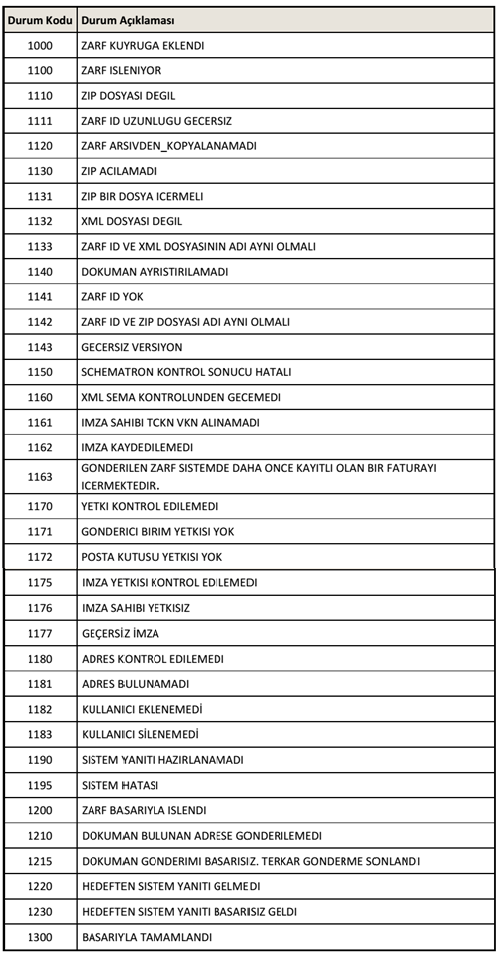 Durum Kodu Durum Açıklaması
1000 ZARF KUYRUGA EKLENDI
1100 ZARF ISLENIYOR
1110 ZIP DOSYASI DEGIL
1111 ZARF ID UZUNLUGU GECERSIZ
1120 ZARF ARSIVDEN_KOPYALANAMADI
1130 ZIP ACILAMADI
1131 ZIP BIR DOSYA ICERMELI
1132 XML DOSYASI DEGIL
1133 ZARF ID VE XML DOSYASININ ADI AYNI OLMALI
1140 DOKUMAN AYRISTIRILAMADI
1141 ZARF ID YOK
1142 ZARF ID VE ZIP DOSYASI ADI AYNI OLMALI
1143 GECERSIZ VERSIYON
1150 SCHEMATRON KONTROL SONUCU HATALI
1160 XML SEMA KONTROLUNDEN GECEMEDI
1161 IMZA SAHIBI TCKN VKN ALINAMADI
1162 IMZA KAYDEDILEMEDI
1163 GONDERILEN ZARF SISTEMDE DAHA ONCE KAYITLI OLAN BIR FATURAYI
ICERMEKTEDIR.
1170 YETKI KONTROL EDILEMEDI
1171 GONDERICI BIRIM YETKISI YOK
1172 POSTA KUTUSU YETKISI YOK
1175 IMZA YETKISI KONTROL EDILEMEDI
1176 IMZA SAHIBI YETKISIZ
1177 GEÇERSİZ İMZA
1180 ADRES KONTROL EDILEMEDI
1181 ADRES BULUNAMADI
1182 KULLANICI EKLENEMEDİ
1183 KULLANICI SİLENEMEDİ
1190 SISTEM YANITI HAZIRLANAMADI
1195 SISTEM HATASI
1200 ZARF BASARIYLA ISLENDI
1210 DOKUMAN BULUNAN ADRESE GONDERILEMEDI
1215 DOKUMAN GONDERIMI BASARISIZ. TERKAR GONDERME SONLANDI
1220 HEDEFTEN SISTEM YANITI GELMEDI
1230 HEDEFTEN SISTEM YANITI BASARISIZ GELDI
1300 BASARIYLA TAMAMLANDI